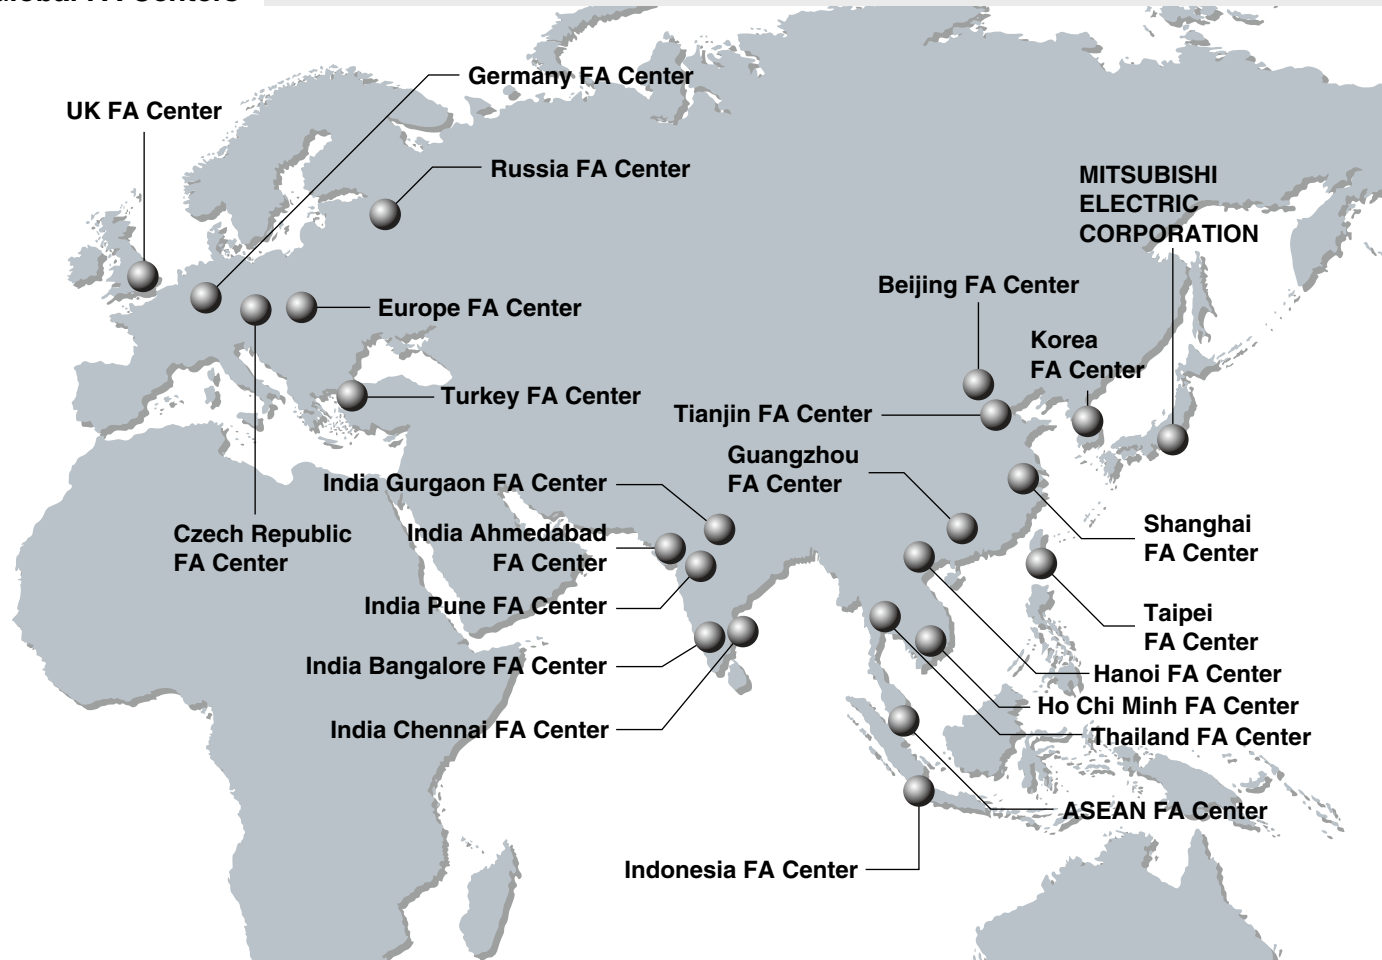 FA Centers
Germany FA Center
UK FA Center
Russia FA Center
MITSUBISHI
ELECTRIC
CORPORATION
Beijing FA Center
Europe FA Center
Korea
FA Center
Turkey FA Center
Tianjin FA Center
Guangzhou
FA Center
India Gurgaon FA Center
Czech Republic
FA Center
India Ahmedabad
FA Center
Shanghai
FA Center
India Pune FA Center
Taipei
FA Center
India Bangalore FA Center
Hanoi FA Center
Ho Chi Minh FA Center
India Chennai FA Center
Thailand FA Center
ASEAN FA Center
Indonesia FA Center